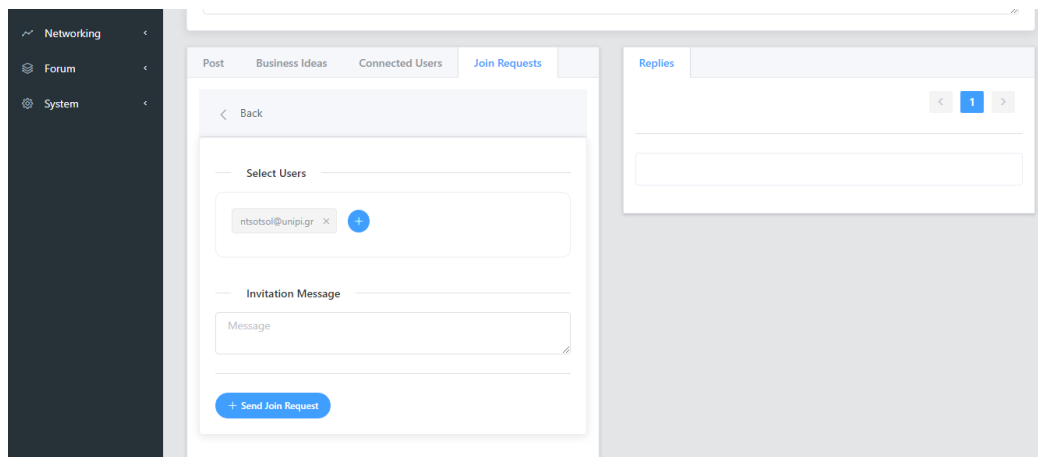 Networking
Forum
System
Post Business Ideas Connected Users Join Requests
Back
Select Users
ntsotsol@unipi.gr
Invitation Message
Message
+ Send Join Request
Replies
1